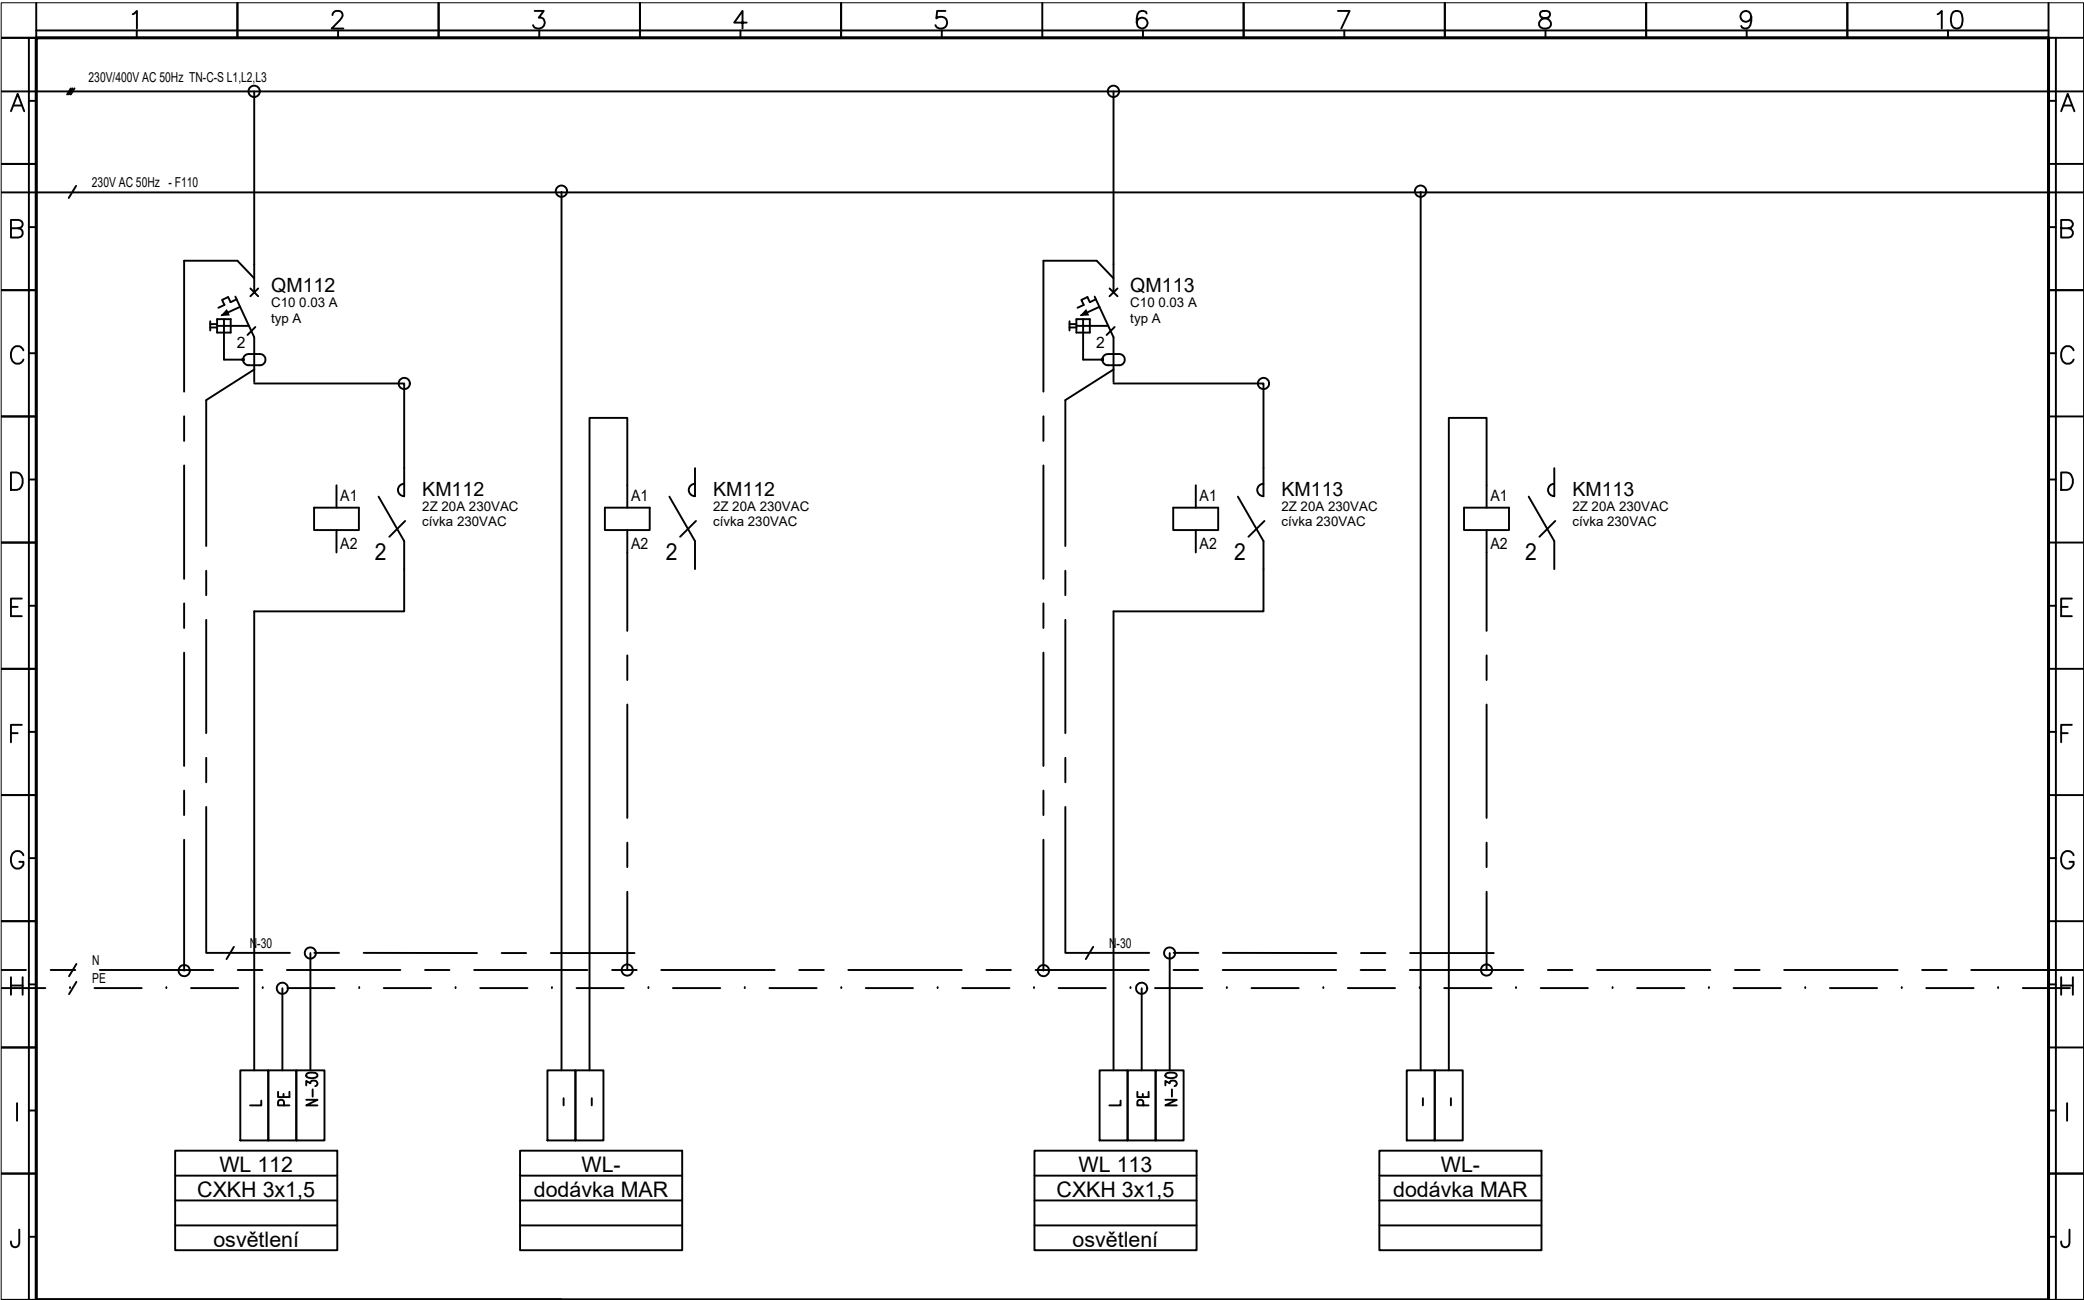 1 2 3 4 5 6 7 8 9 10
230V/400V AC 50Hz TN-C-S L1,L2,L3
A A
230V AC 50Hz - F110
B B
QM112
C10 0.03 A
typ A
2
QM113
C10 0.03 A
typ A
2
C C
D D
A1
A2
2
KM112
2Z 20A 230VAC
cívka 230VAC
A1
A2
2
KM112
2Z 20A 230VAC
cívka 230VAC
A1
A2
2
KM113
2Z 20A 230VAC
cívka 230VAC
A1
A2
2
KM113
2Z 20A 230VAC
cívka 230VAC
E E
F F
G G
N-30 N-30
N
PE
H H
L PE N-30
- -
L PE N-30
- -
I I
WL 112
CXKH 3x1,5
osvětlení
WL-
dodávka MAR
WL 113
CXKH 3x1,5
osvětlení
WL-
dodávka MAR
J J